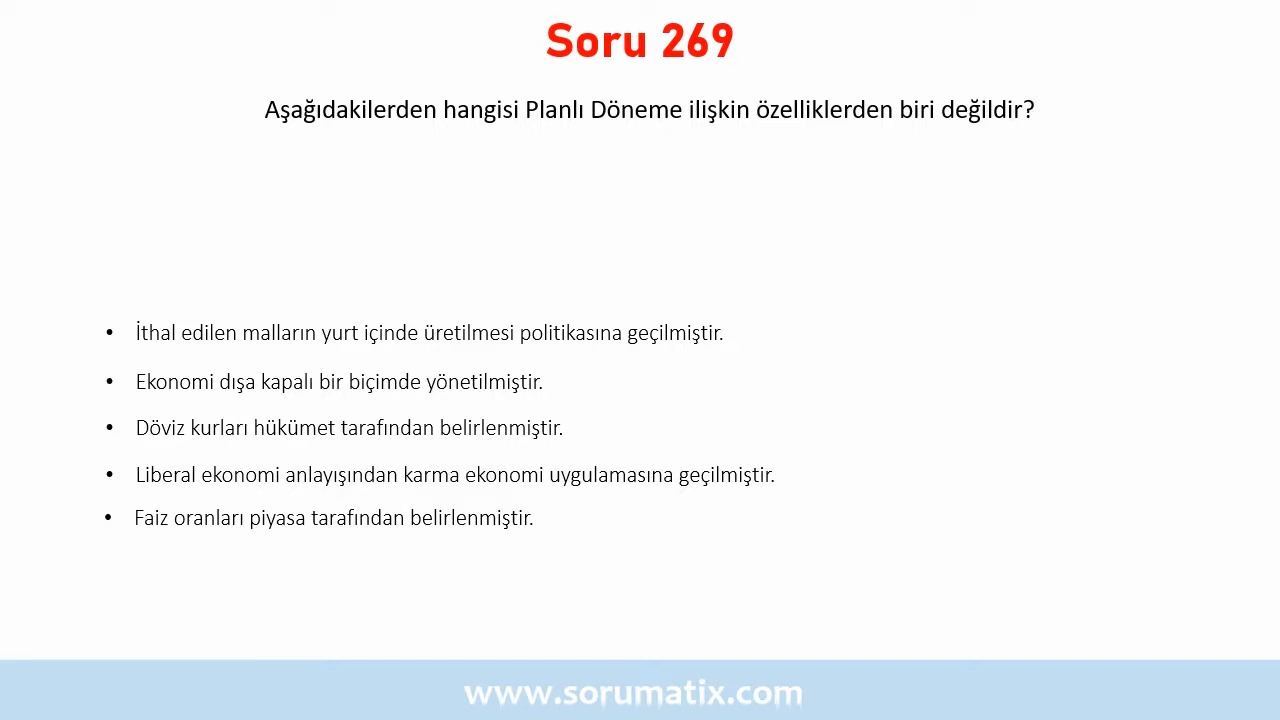 Soru 269
Aşağıdakilerden hangisi Planlı Döneme ilişkin özelliklerden biri değildir?
• İthal edilen malların yurt içinde üretilmesi politikasına geçilmiştir.
• Ekonomi dışa kapalı bir biçimde yönetilmiştir.
• Döviz kurları hükümet tarafından belirlenmiştir.
• Liberal ekonomi anlayışından karma ekonomi uygulamasına geçilmiştir.
• Faiz oranları piyasa tarafından belirlenmiştir.
www.sorumatix.com